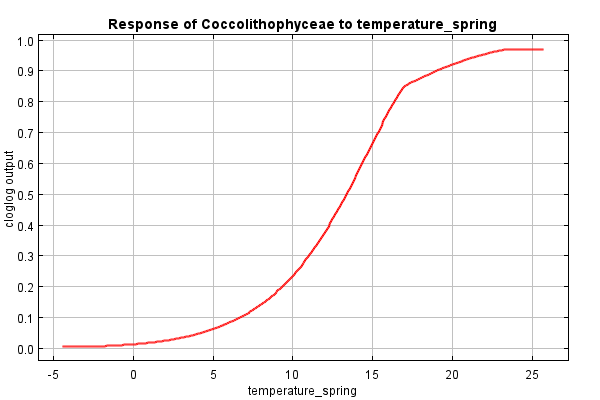 Response of Coccolithophyceae to temperature_spring
cloglog output
1.0
0.9
0.8
0.7
0.6
0.5
0.4
0.3
0.2
0.1
0.0
-5 0 5 10 15 20 25
temperature_spring